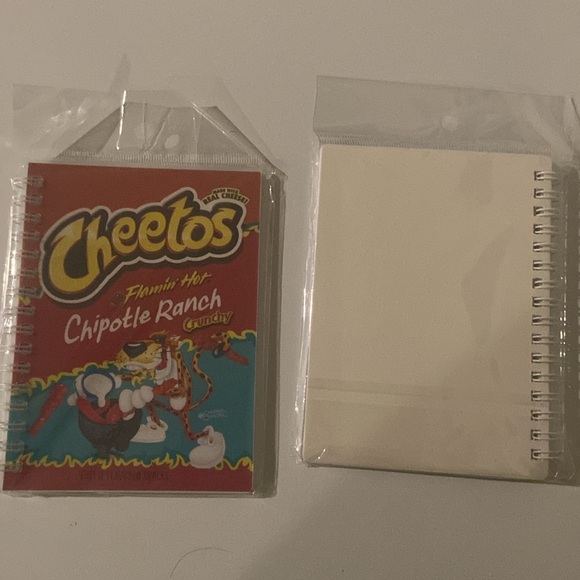 MADE WITH
REAL CHEESE!
Cheetos
Flamin' Hot
Chipotle Ranch
Crunchy